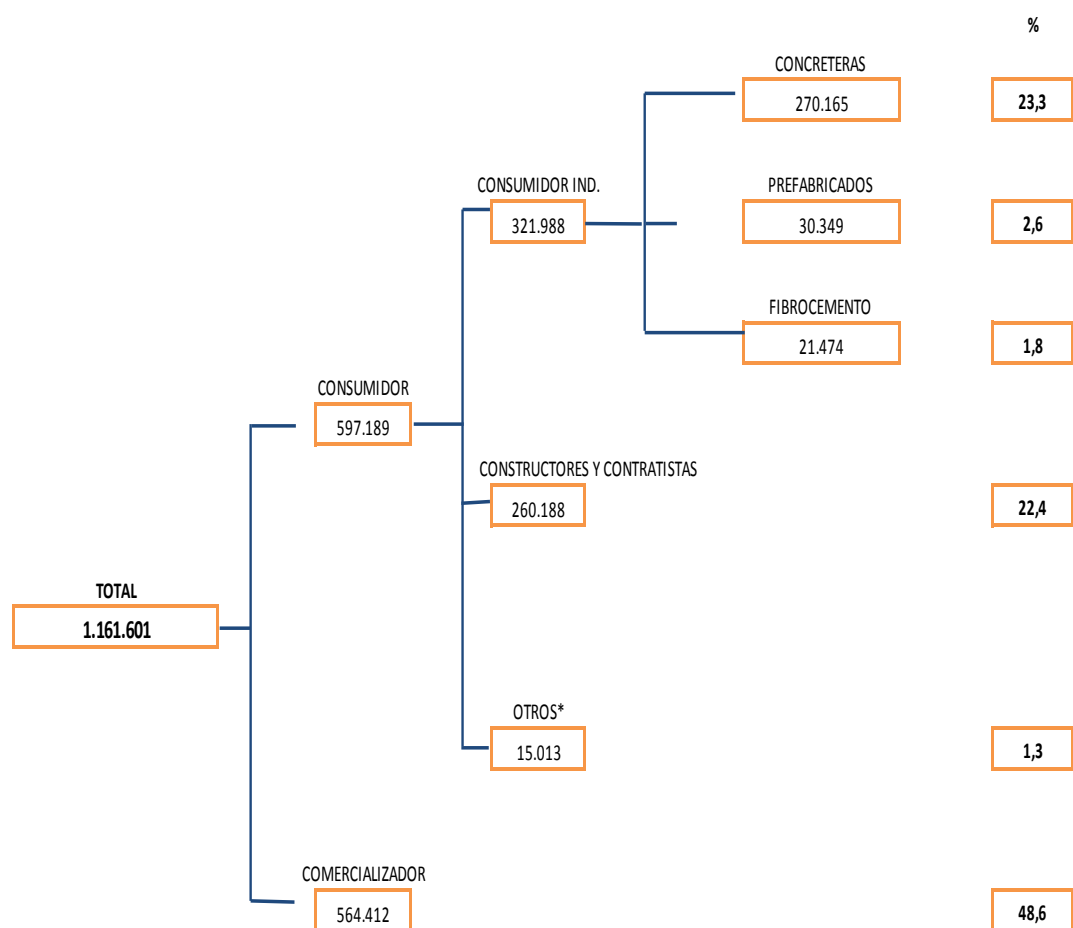 %
CONCRETERAS
270.165
23,3
CONSUMIDOR IND.
321.988
PREFABRICADOS
30.349
2,6
FIBROCEMENTO
21.474
1,8
CONSUMIDOR
597.189
CONSTRUCTORES Y CONTRATISTAS
260.188
22,4
TOTAL
1.161.601
OTROS*
15.013
1,3
COMERCIALIZADOR
564.412
48,6